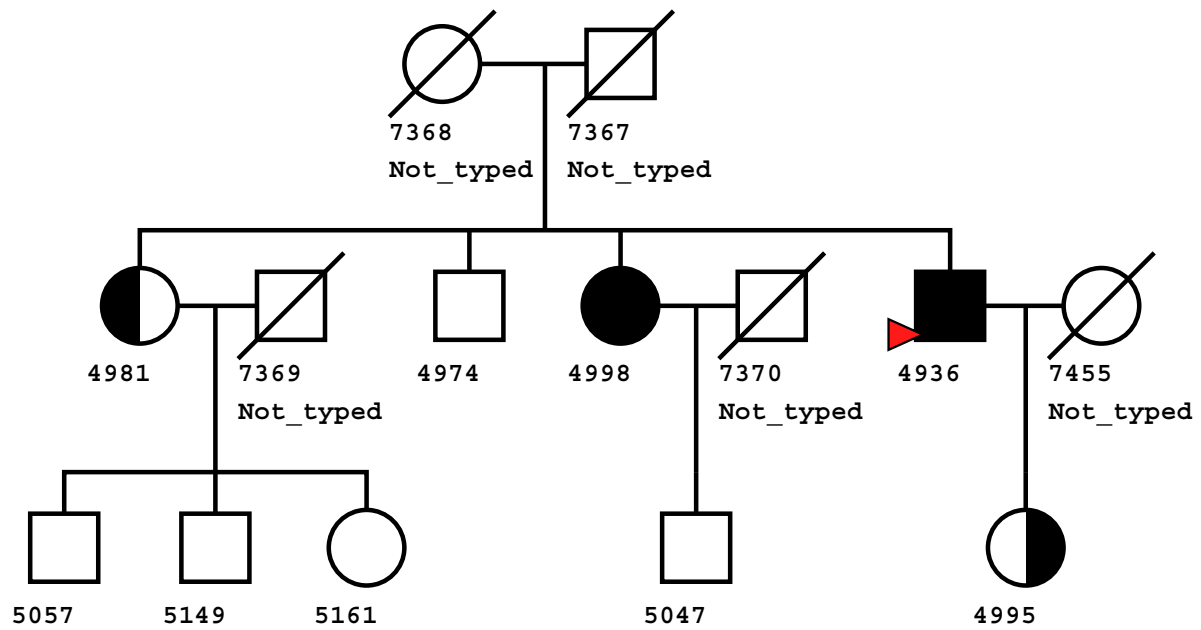 7368 7367
Not_typed Not_typed
4981 7369 4974 4998 7370 4936 7455
Not_typed Not_typed Not_typed
5057 5149 5161 5047 4995